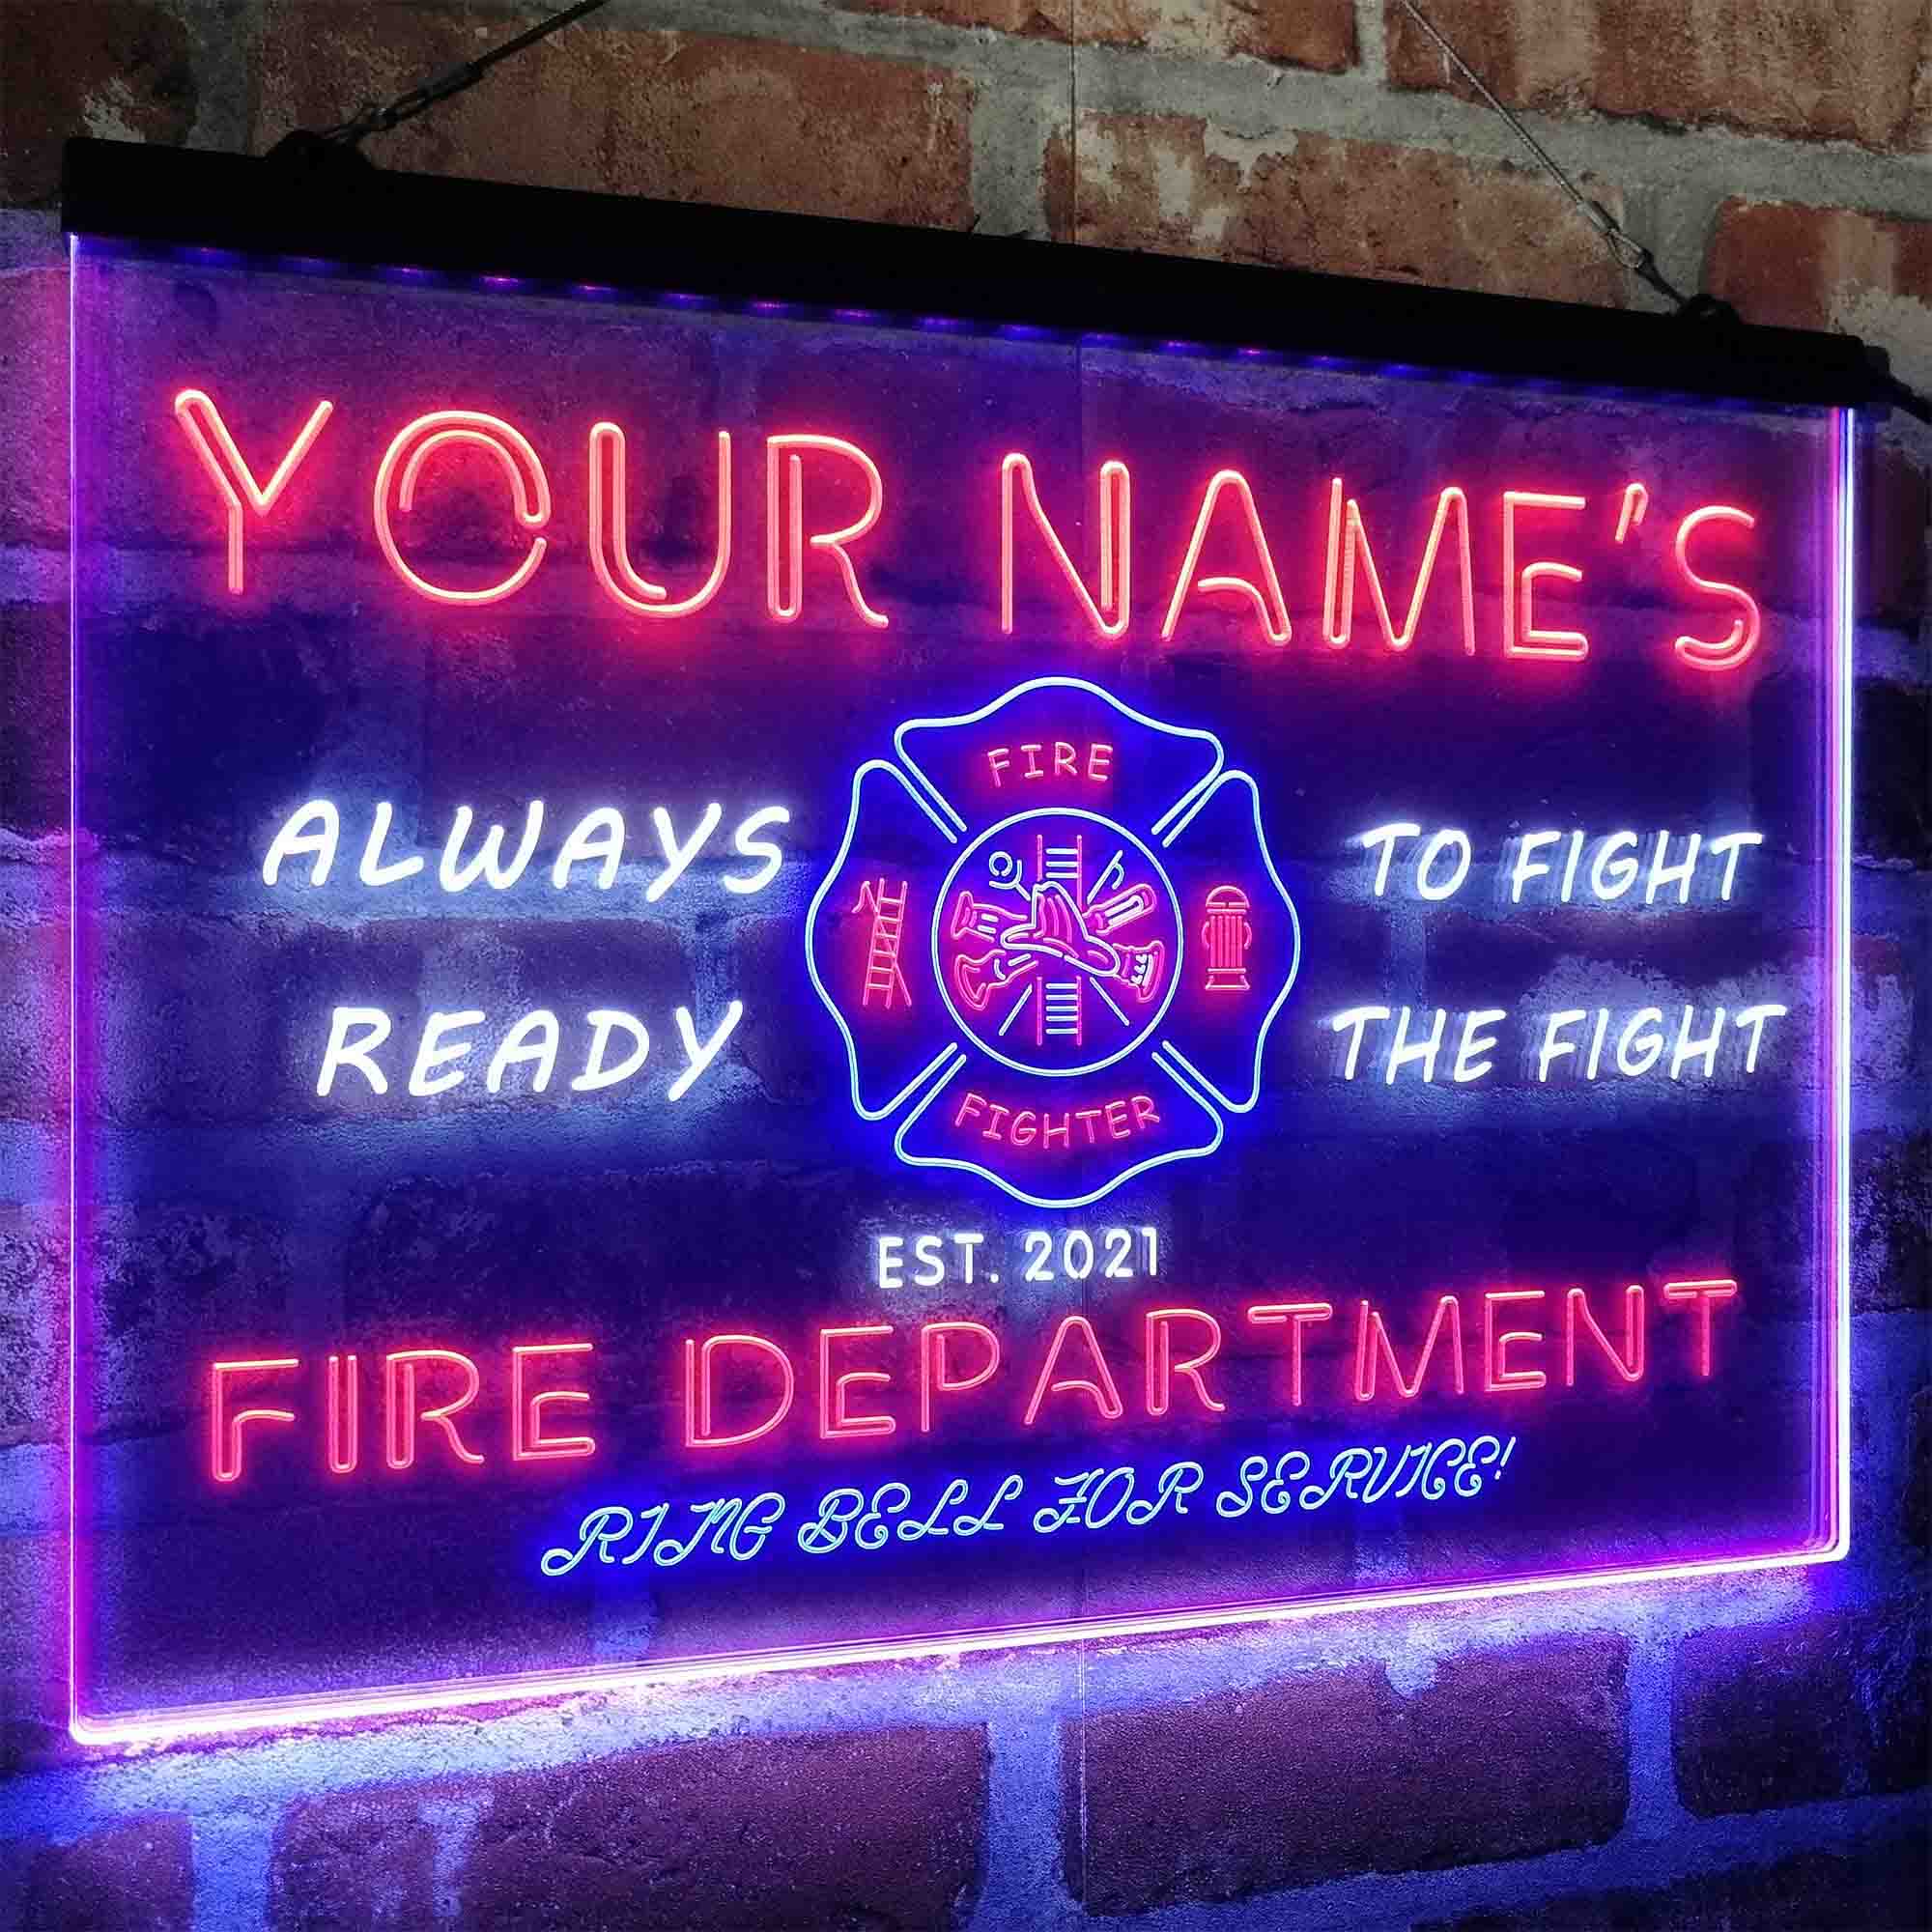 YOUR NAME'S
FIRE
ALWAYS
READY
TO FIGHT
THE FIGHT
FIGHTER
EST. 2021
FIRE DEPARTMENT
RING BELL FOR SERVICE!